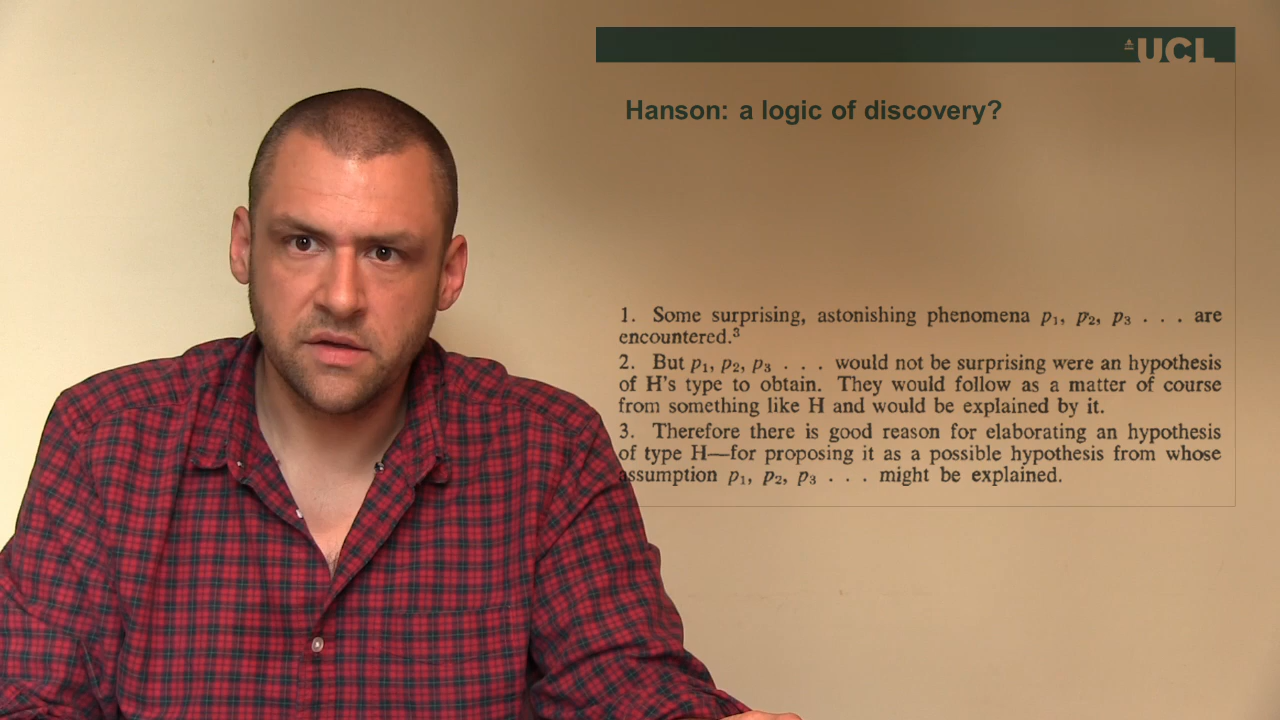 UCL
Hanson: a logic of discovery?
1. Some surprising, astonishing phenomena p₁, p₂, p₃ . . . are
encountered.³
2. But p₁, p₂, p₃ . . . would not be surprising were an hypothesis
of H's type to obtain. They would follow as a matter of course
from something like H and would be explained by it.
3. Therefore there is good reason for elaborating an hypothesis
of type H—for proposing it as a possible hypothesis from whose
assumption p₁, p₂, p₃ . . . might be explained.